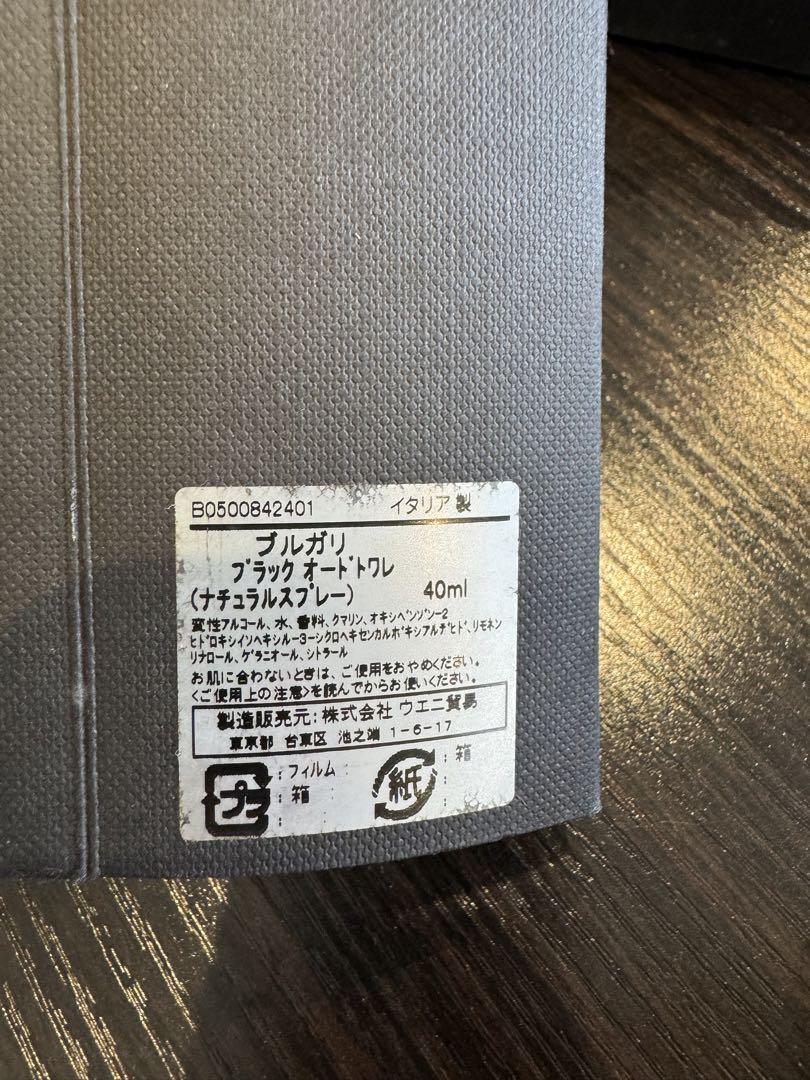 B0500842401 イタリア製
ブルガリ
ブラック オードトワレ
(ナチュラルスプレー) 40ml
変性アルコール、水、香料、クマリン、オキシベンゾン-2
ヒドロキシイソヘキシル-3-シクロヘキセンカルボキシアルデヒド、リモネン
リナロール、ゲラニオール、シトラール
お肌に合わないときは、ご使用をおやめください。
<ご使用上の注意>を読んでからお使いください。
製造販売元:株式会社 ウエニ貿易
東京都 台東区 池之端 1-6-17
プラ :フィルム : 紙 :箱
:箱 :